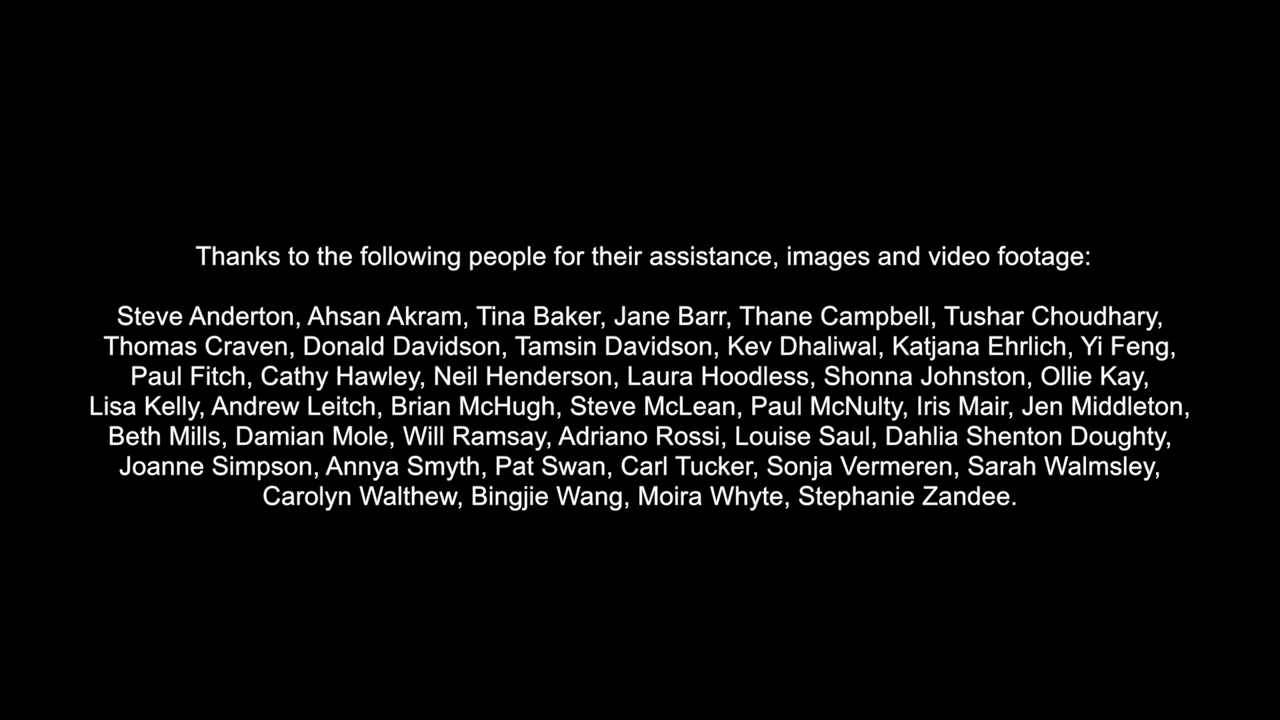 Thanks to the following people for their assistance, images and video footage:
Steve Anderton, Ahsan Akram, Tina Baker, Jane Barr, Thane Campbell, Tushar Choudhary,
Thomas Craven, Donald Davidson, Tamsin Davidson, Kev Dhaliwal, Katjana Ehrlich, Yi Feng,
Paul Fitch, Cathy Hawley, Neil Henderson, Laura Hoodless, Shonna Johnston, Ollie Kay,
Lisa Kelly, Andrew Leitch, Brian McHugh, Steve McLean, Paul McNulty, Iris Mair, Jen Middleton,
Beth Mills, Damian Mole, Will Ramsay, Adriano Rossi, Louise Saul, Dahlia Shenton Doughty,
Joanne Simpson, Annya Smyth, Pat Swan, Carl Tucker, Sonja Vermeren, Sarah Walmsley,
Carolyn Walthew, Bingjie Wang, Moira Whyte, Stephanie Zandee.